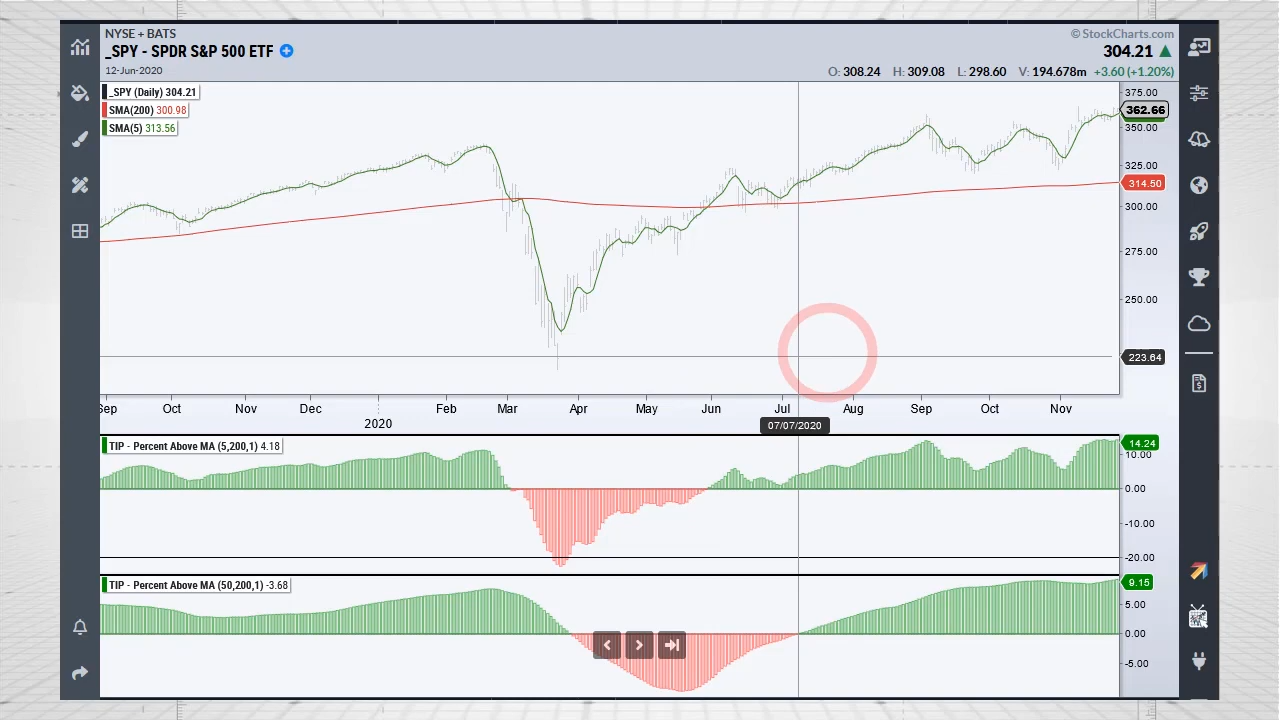 NYSE + BATS
© StockCharts.com
_SPY - SPDR S&P 500 ETF
304.21
12-Jun-2020
O: 308.24 H: 309.08 L: 298.60 V: 194.678m +3.60 (+1.20%)
_SPY (Daily) 304.21
SMA(200) 300.98
SMA(5) 313.56
375.00
362.66
350.00
325.00
314.50
300.00
275.00
250.00
223.64
Sep Oct Nov Dec Feb Mar Apr May Jun Jul Aug Sep Oct Nov
2020
07/07/2020
TIP - Percent Above MA (5,200,1) 4.18
14.24
10.00
0.00
-10.00
-20.00
TIP - Percent Above MA (50,200,1) -3.68
9.15
5.00
0.00
-5.00